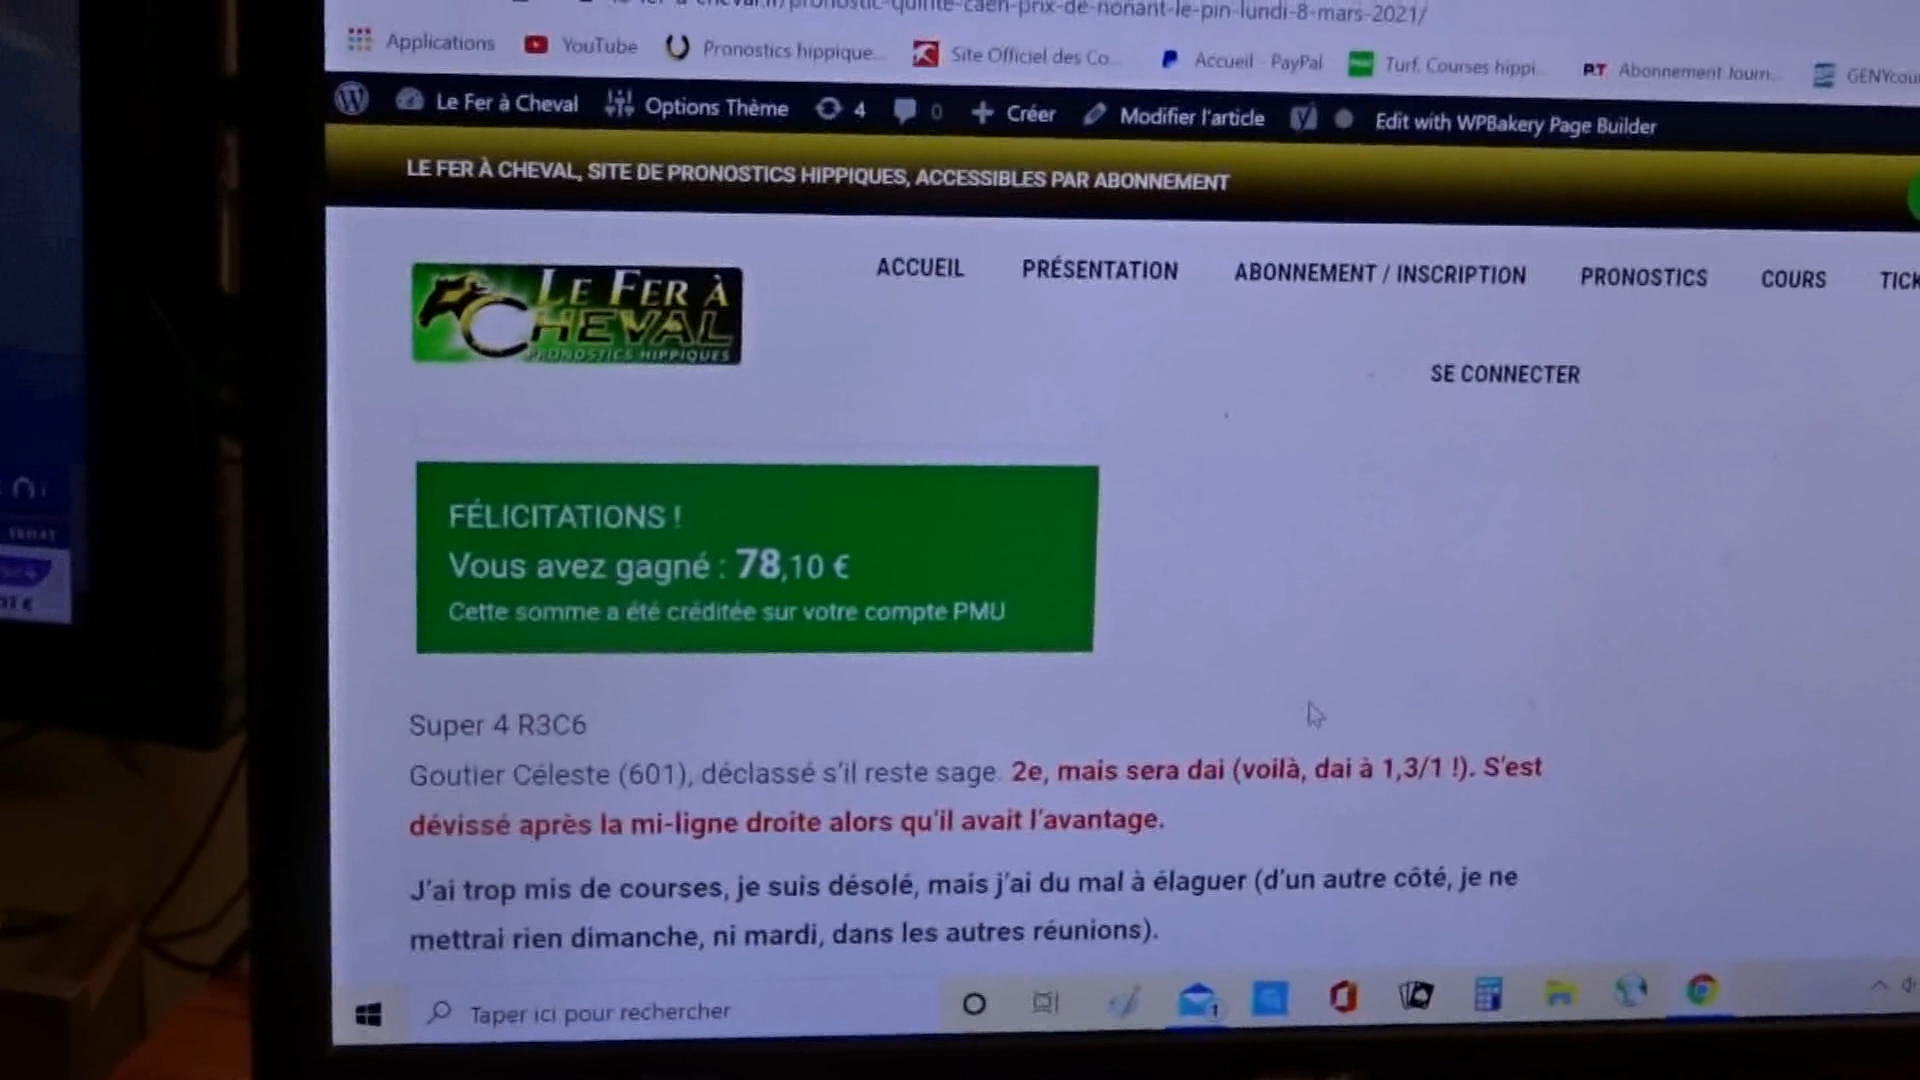 pronostic-quinte-caen-prix-de-nonant-le-pin-lundi-8-mars-2021/
Applications YouTube Pronostics hippique... Site Officiel des Co... Accueil - PayPal Turf, Courses hippi... Abonnement Journ... GENYcour
Le Fer à Cheval Options Thème 4 0 Créer Modifier l'article Edit with WPBakery Page Builder
LE FER À CHEVAL, SITE DE PRONOSTICS HIPPIQUES, ACCESSIBLES PAR ABONNEMENT
ACCUEIL PRÉSENTATION ABONNEMENT / INSCRIPTION PRONOSTICS COURS TICK
LE FER À
CHEVAL
PRONOSTICS HIPPIQUES
SE CONNECTER
FÉLICITATIONS !
Vous avez gagné : 78,10 €
Cette somme a été créditée sur votre compte PMU
Super 4 R3C6
Goutier Céleste (601), déclassé s'il reste sage. 2e, mais sera dai (voilà, dai à 1,3/1 !). S'est
dévissé après la mi-ligne droite alors qu'il avait l'avantage.
J'ai trop mis de courses, je suis désolé, mais j'ai du mal à élaguer (d'un autre côté, je ne
mettrai rien dimanche, ni mardi, dans les autres réunions).
Taper ici pour rechercher